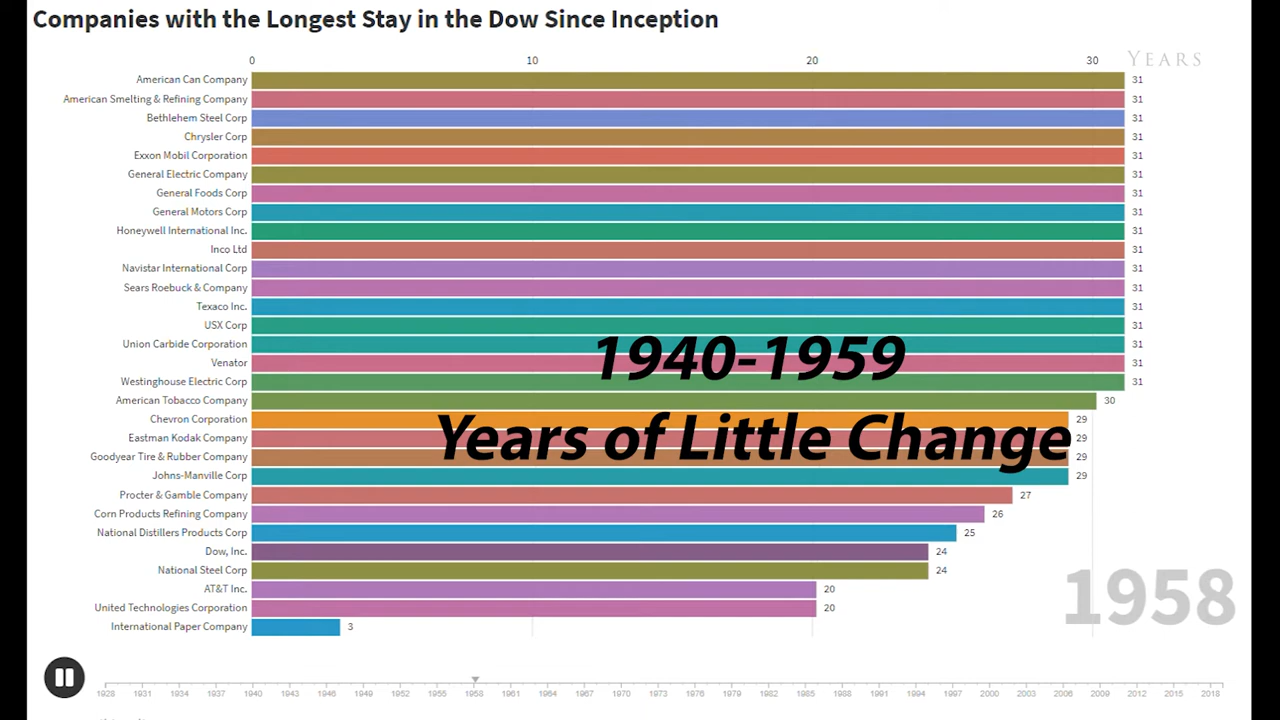 Companies with the Longest Stay in the Dow Since Inception
0 10 20 30 YEARS
American Can Company 31
American Smelting & Refining Company 31
Bethlehem Steel Corp 31
Chrysler Corp 31
Exxon Mobil Corporation 31
General Electric Company 31
General Foods Corp 31
General Motors Corp 31
Honeywell International Inc. 31
Inco Ltd 31
Navistar International Corp 31
Sears Roebuck & Company 31
Texaco Inc. 31
USX Corp 31
Union Carbide Corporation 31
Venator 31
Westinghouse Electric Corp 31
American Tobacco Company 30
Chevron Corporation 29
Eastman Kodak Company 29
Goodyear Tire & Rubber Company 29
Johns-Manville Corp 29
Procter & Gamble Company 27
Corn Products Refining Company 26
National Distillers Products Corp 25
Dow, Inc. 24
National Steel Corp 24
AT&T Inc. 20
United Technologies Corporation 20
International Paper Company 3
1940-1959
Years of Little Change
1958
1928 1931 1934 1937 1940 1943 1946 1949 1952 1955 1958 1961 1964 1967 1970 1973 1976 1979 1982 1985 1988 1991 1994 1997 2000 2003 2006 2009 2012 2015 2018